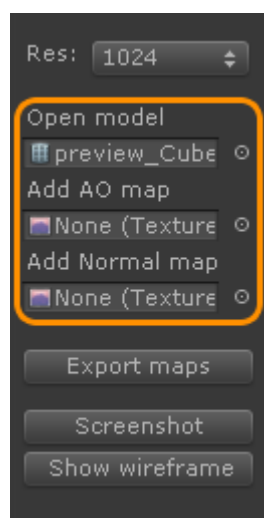 Res: 1024
Open model
preview_Cube
Add AO map
None (Texture
Add Normal map
None (Texture
Export maps
Screenshot
Show wireframe